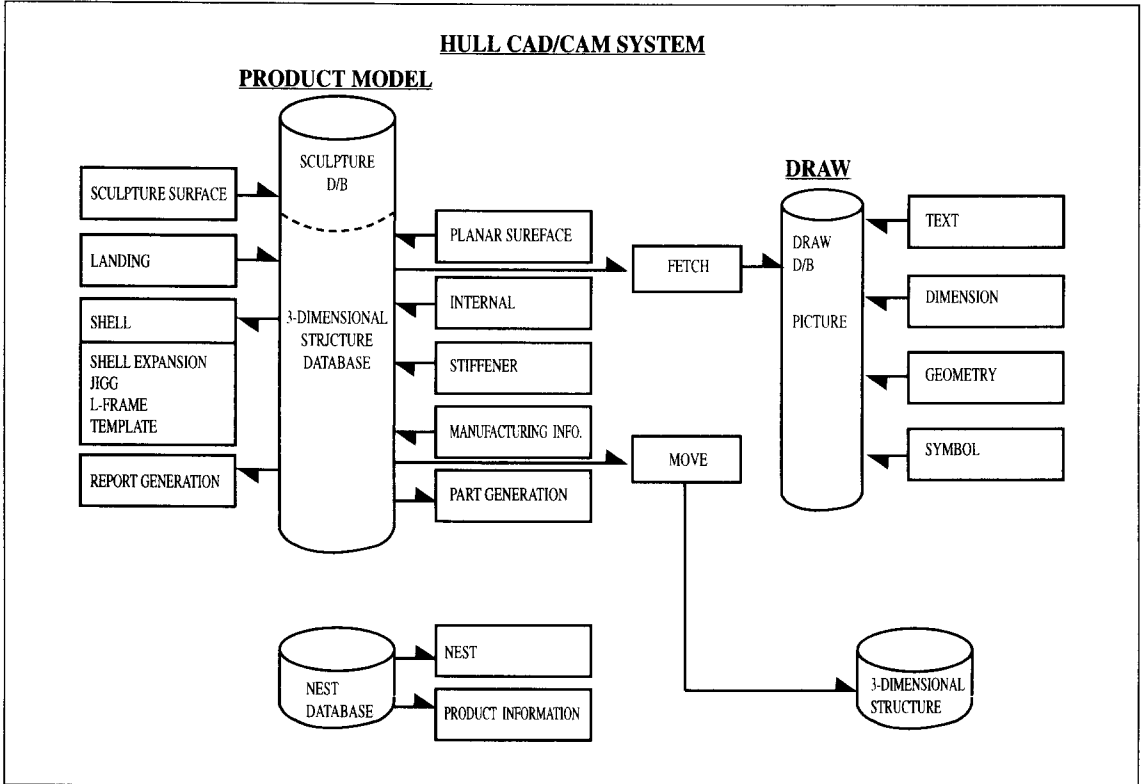 HULL CAD/CAM SYSTEM
PRODUCT MODEL
SCULPTURE
D/B
SCULPTURE SURFACE
LANDING
SHELL
SHELL EXPANSION
JIGG
L-FRAME
TEMPLATE
REPORT GENERATION
3-DIMENSIONAL
STRJCTURE
DATABASE
PLANAR SUREFACE
INTERNAL
STIFFENER
MANUFACTURING INFO.
PART GENERATION
FETCH
MOVE
DRAW
DRAW
D/B
PICTURE
TEXT
DIMENSION
GEOMETRY
SYMBOL
NEST
DATABASE
NEST
PRODUCT INFORMATION
3-DIMENSIONAL
STRUCTURE